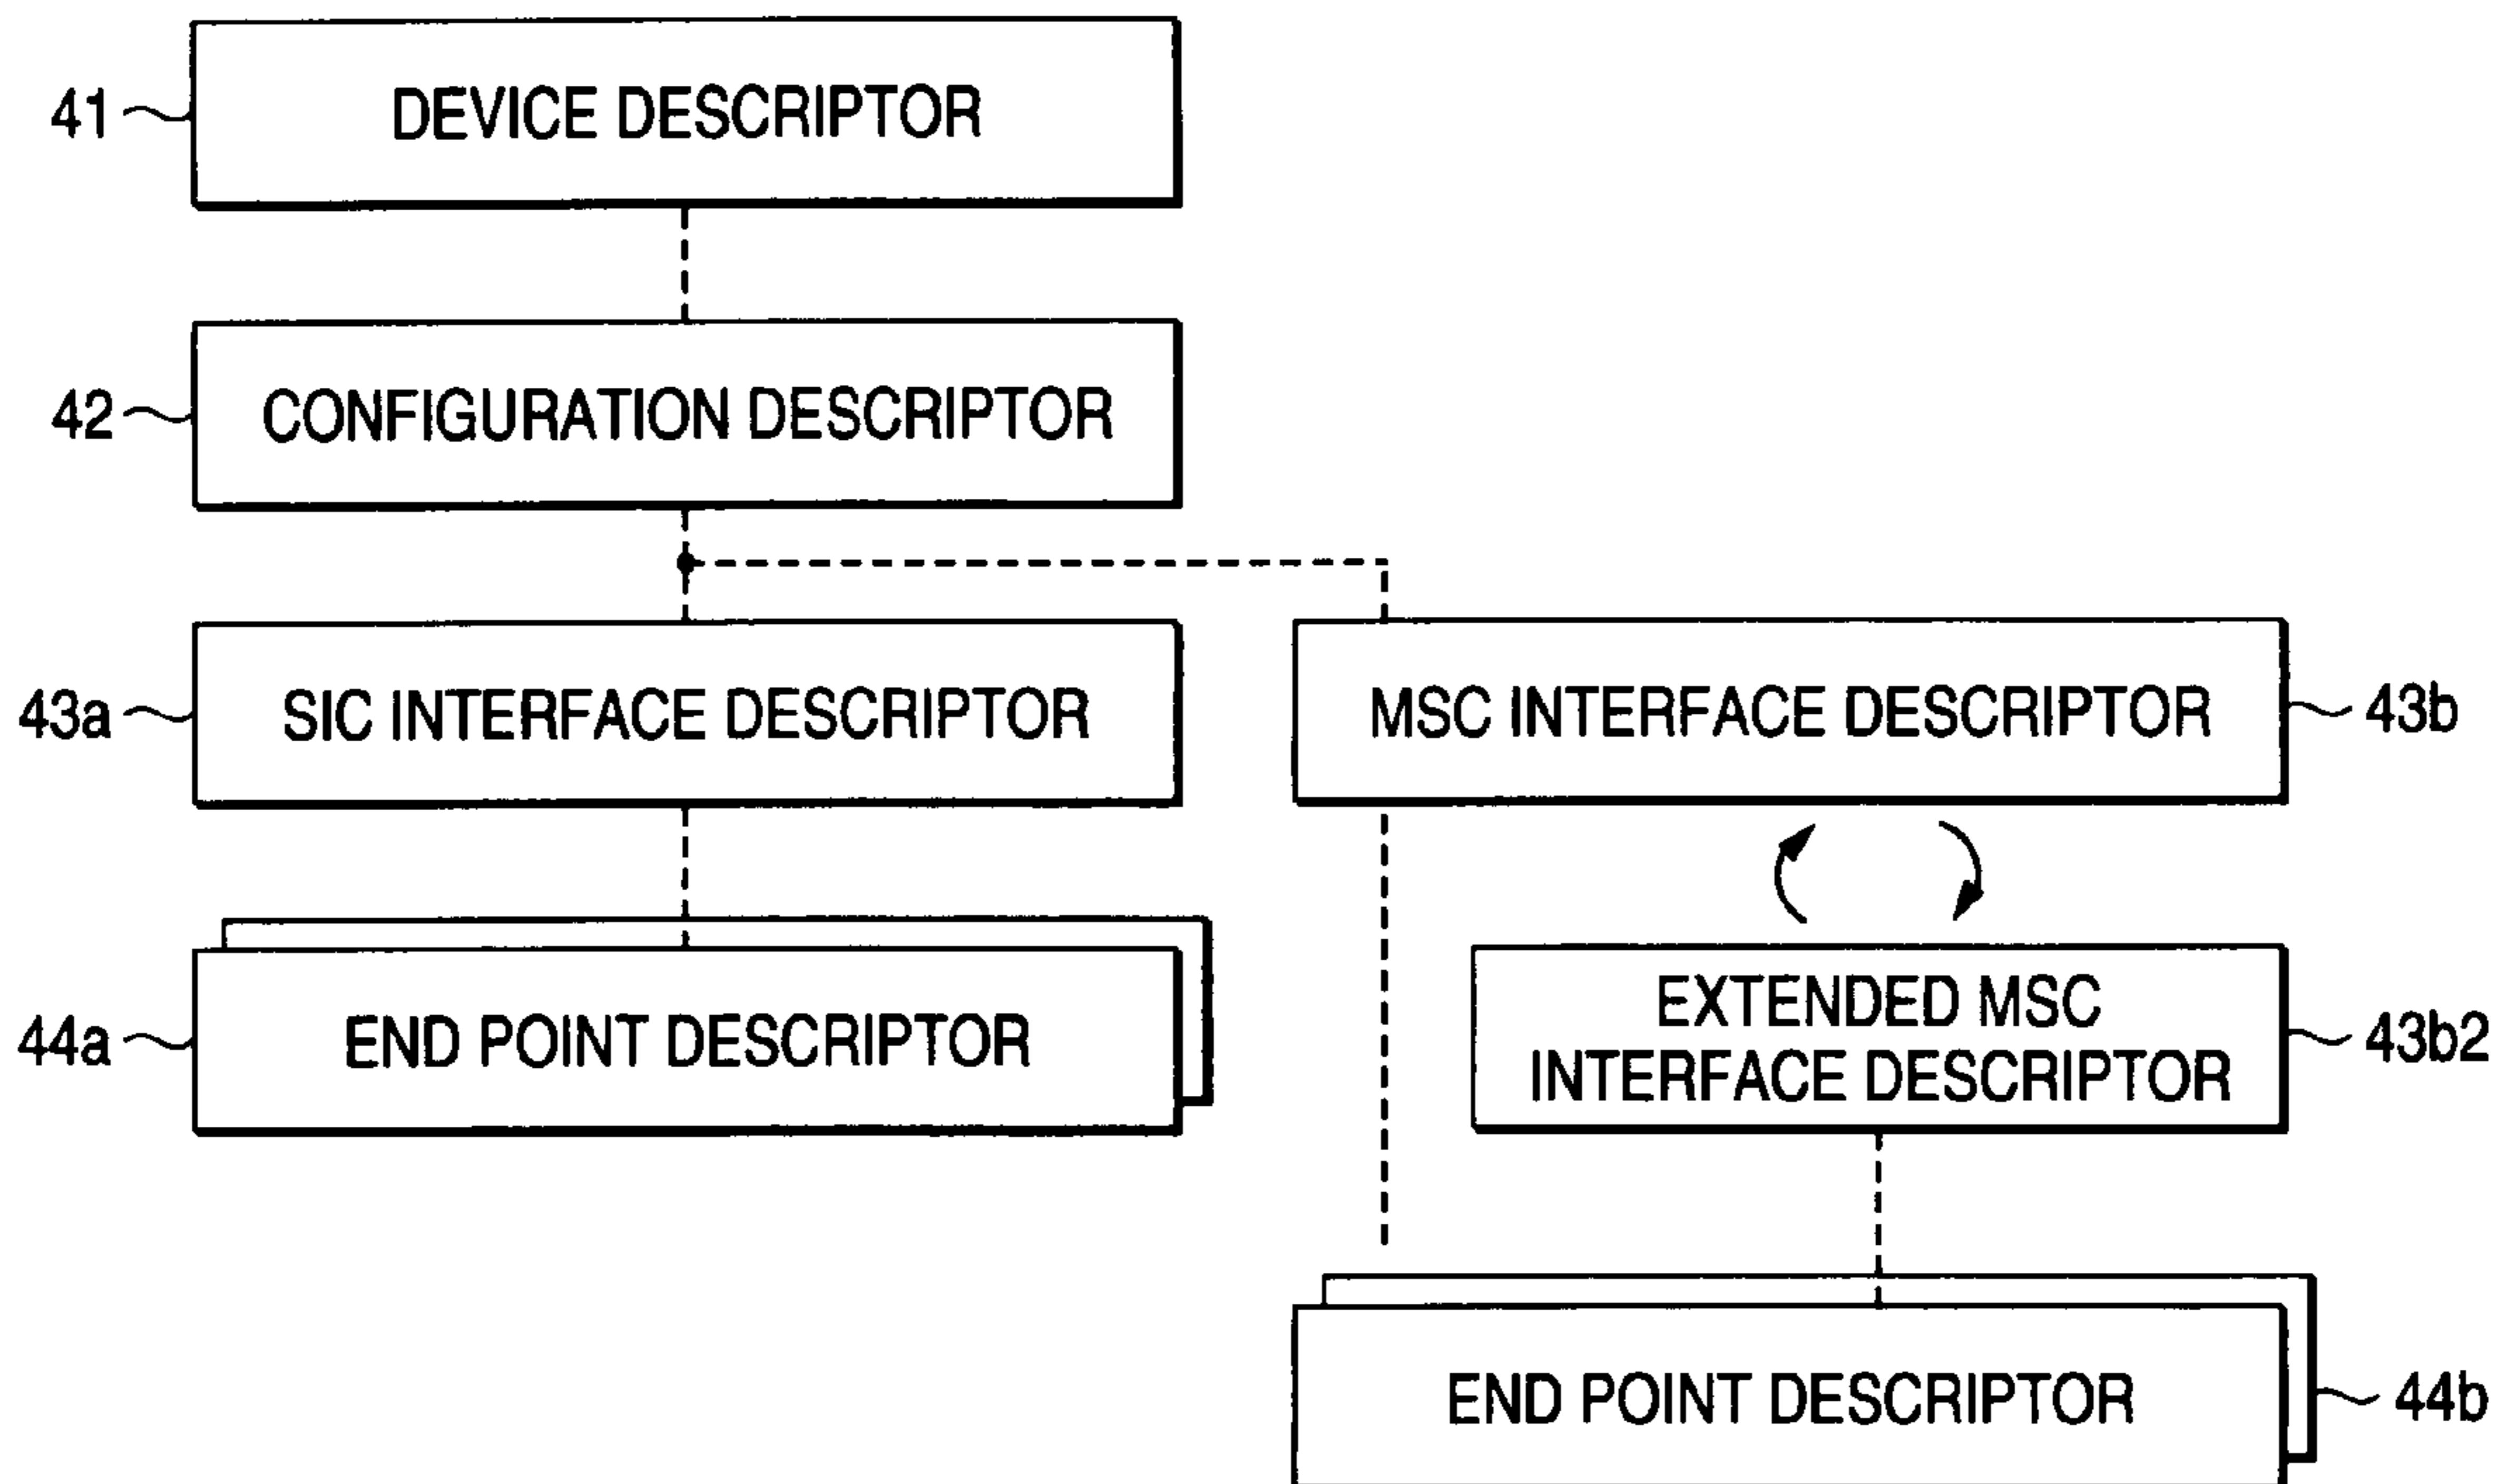 41
DEVICE DESCRIPTOR
42
CONFIGURATION DESCRIPTOR
43a
SIC INTERFACE DESCRIPTOR
MSC INTERFACE DESCRIPTOR
43b
44a
END POINT DESCRIPTOR
EXTENDED MSC
INTERFACE DESCRIPTOR
43b2
END POINT DESCRIPTOR
44b